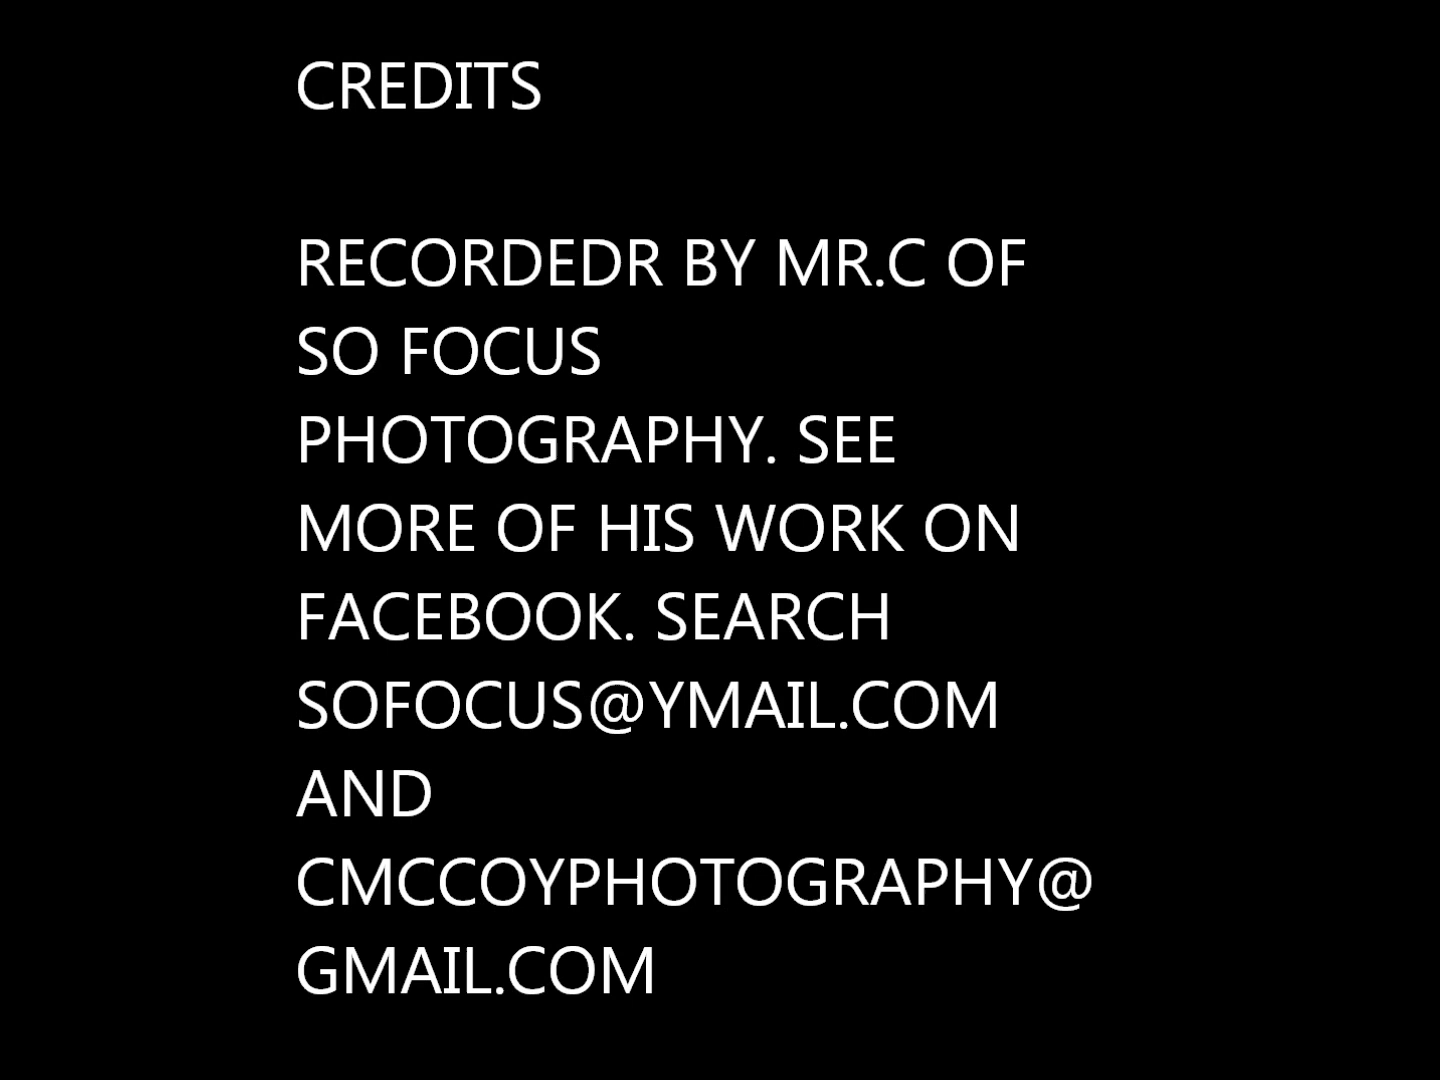 CREDITS
RECORDEDR BY MR.C OF
SO FOCUS
PHOTOGRAPHY. SEE
MORE OF HIS WORK ON
FACEBOOK. SEARCH
SOFOCUS@YMAIL.COM
AND
CMCCOYPHOTOGRAPHY@
GMAIL.COM